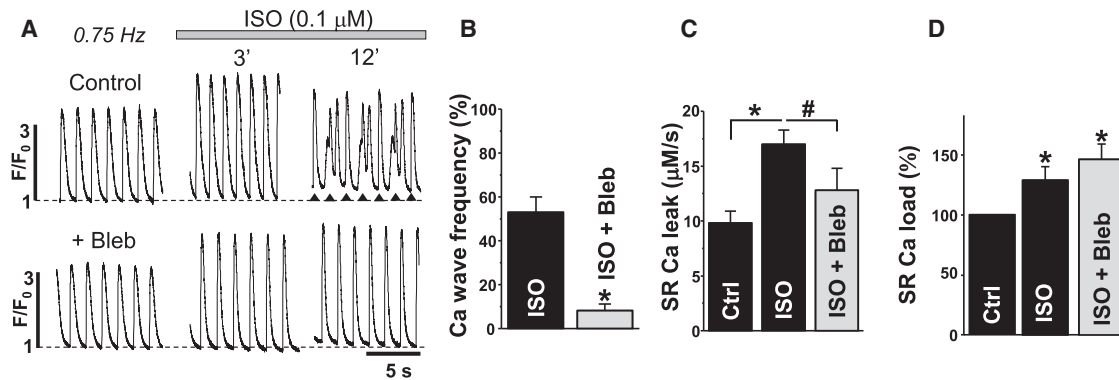 A
0.75 Hz
ISO (0.1 µM)
3’
12’
Control
F/F0
3
1
+ Bleb
F/F0
3
1
5 s
B
Ca wave frequency (%)
100
80
60
40
20
0
ISO
* ISO + Bleb
C
SR Ca leak (µM/s)
20
15
10
5
0
* #
Ctrl
ISO
ISO + Bleb
D
SR Ca load (%)
150
100
50
0
*
*
Ctrl
ISO
ISO + Bleb